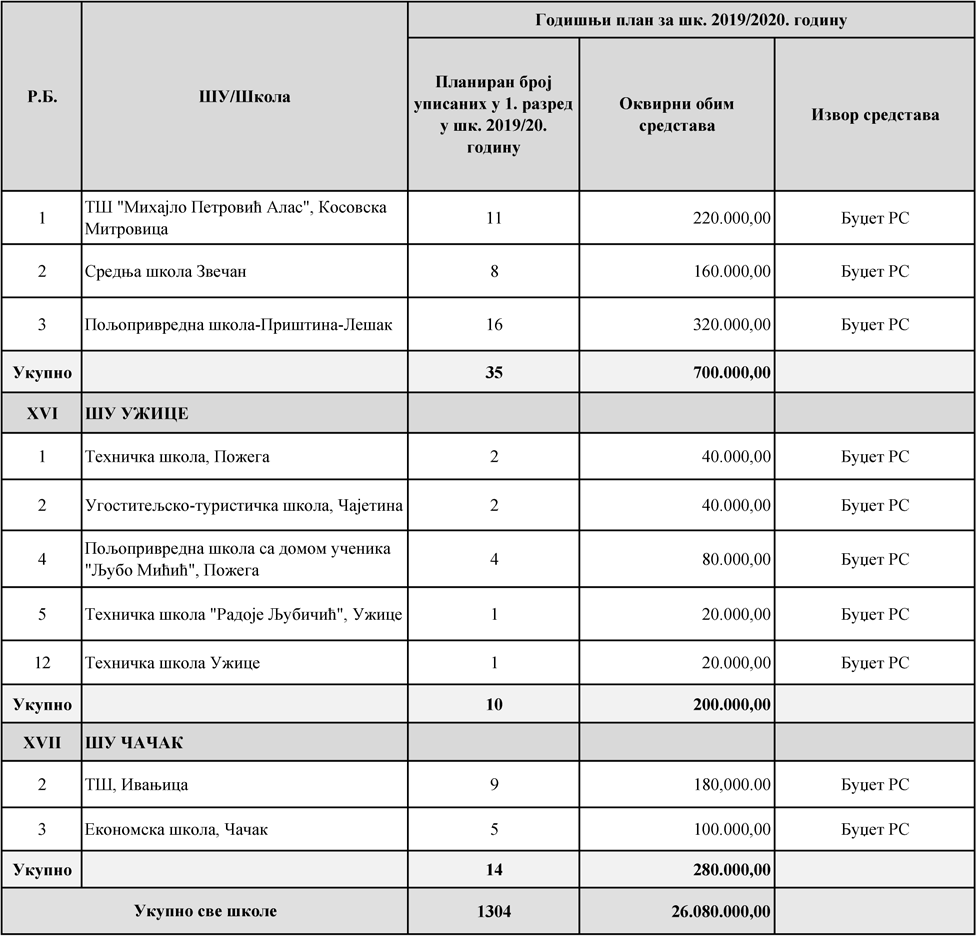 Годишњи план за шк. 2019/2020. годину
Р.Б.
ШУ/Школа
Планиран број
уписаних у 1. разред
у шк. 2019/20.
годину
Оквирни обим
средстава
Извор средстава
1 ТШ "Михајло Петровић Алас", Косовска
Митровица 11 220.000,00 Буџет РС
2 Средња школа Звечан 8 160.000,00 Буџет РС
3 Пољопривредна школа-Приштина-Лешак 16 320.000,00 Буџет РС
Укупно 35 700.000,00
XVI ШУ УЖИЦЕ
1 Техничка школа, Пожега 2 40.000,00 Буџет РС
2 Угоститељско-туристичка школа, Чајетина 2 40.000,00 Буџет РС
4 Пољопривредна школа са домом ученика
"Љубо Мићић", Пожега 4 80.000,00 Буџет РС
5 Техничка школа "Радоје Љубичић", Ужице 1 20.000,00 Буџет РС
12 Техничка школа Ужице 1 20.000,00 Буџет РС
Укупно 10 200.000,00
XVII ШУ ЧАЧАК
2 ТШ, Ивањица 9 180,000.00 Буџет РС
3 Економска школа, Чачак 5 100.000,00 Буџет РС
Укупно 14 280.000,00
Укупно све школе 1304 26.080.000,00